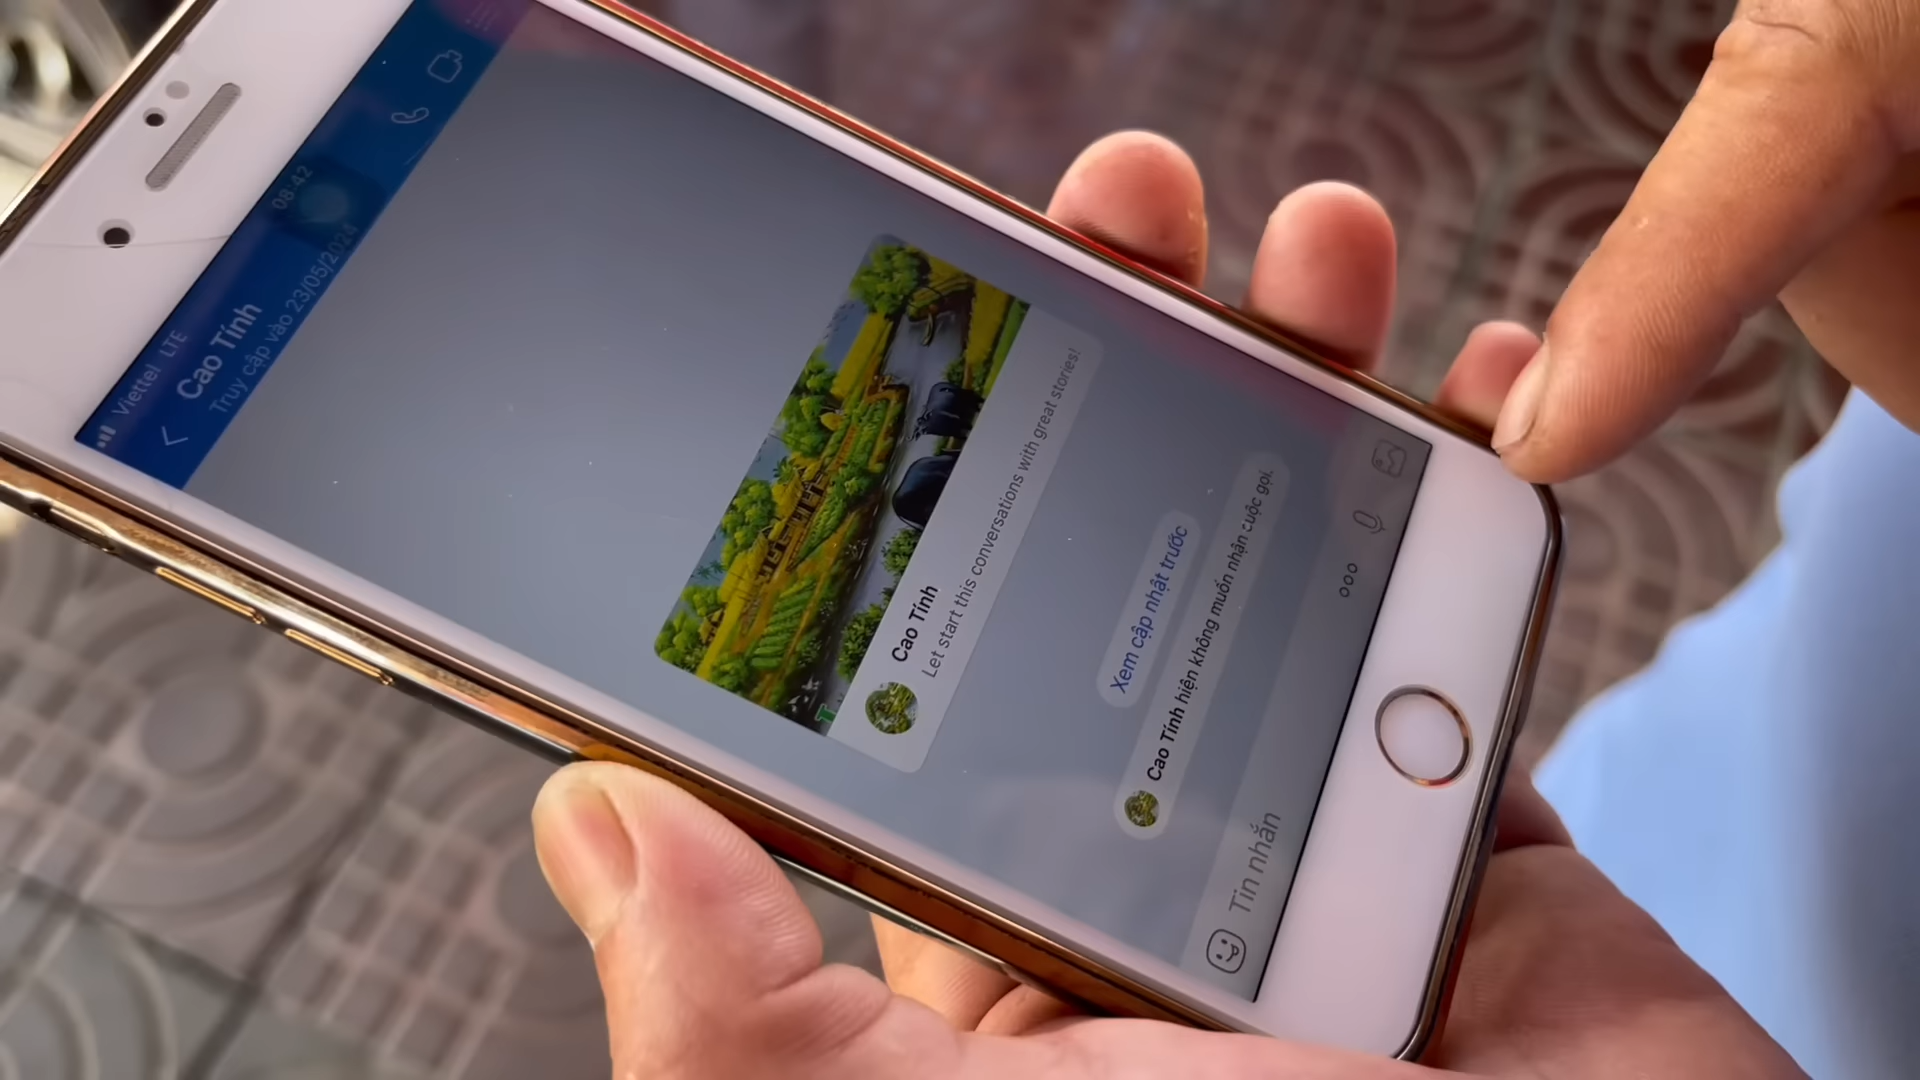 Viettel LTE
08:42
Cao Tính
Truy cập vào 23/05/2024
Cao Tính
Let start this conversations with great stories!
Xem cập nhật trước
Cao Tính hiện không muốn nhận cuộc gọi.
Tin nhắn